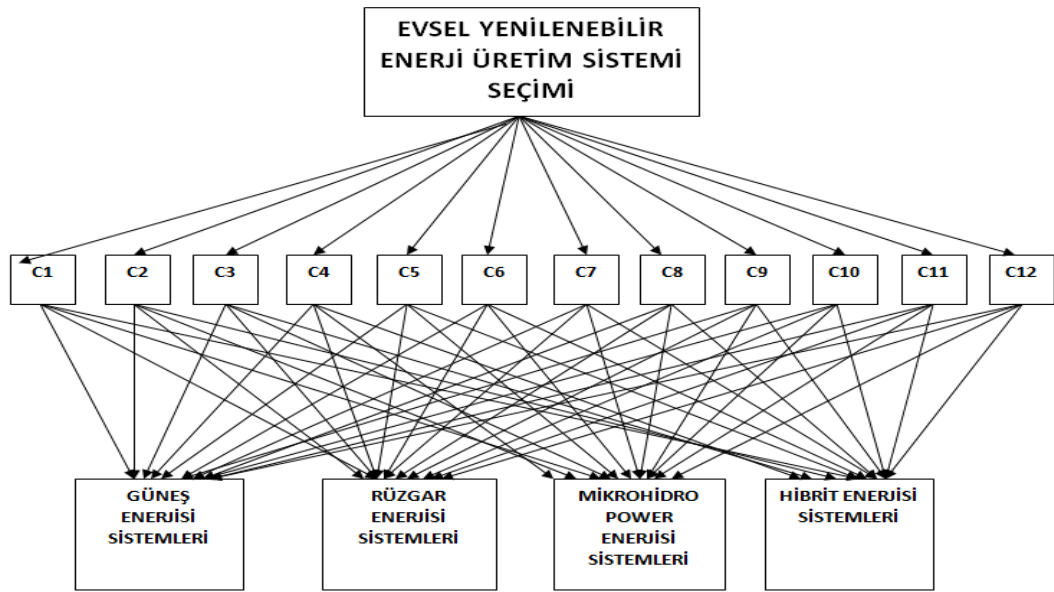 EVSEL YENİLENEBİLİR
ENERJİ ÜRETİM SİSTEMİ
SEÇİMİ
C1
C2
C3
C4
C5
C6
C7
C8
C9
C10
C11
C12
GÜNEŞ
ENERJİSİ
SİSTEMLERİ
RÜZGAR
ENERJİSİ
SİSTEMLERİ
MİKROHİDRO
POWER
ENERJİSİ
SİSTEMLERİ
HİBRİT ENERJİSİ
SİSTEMLERİ